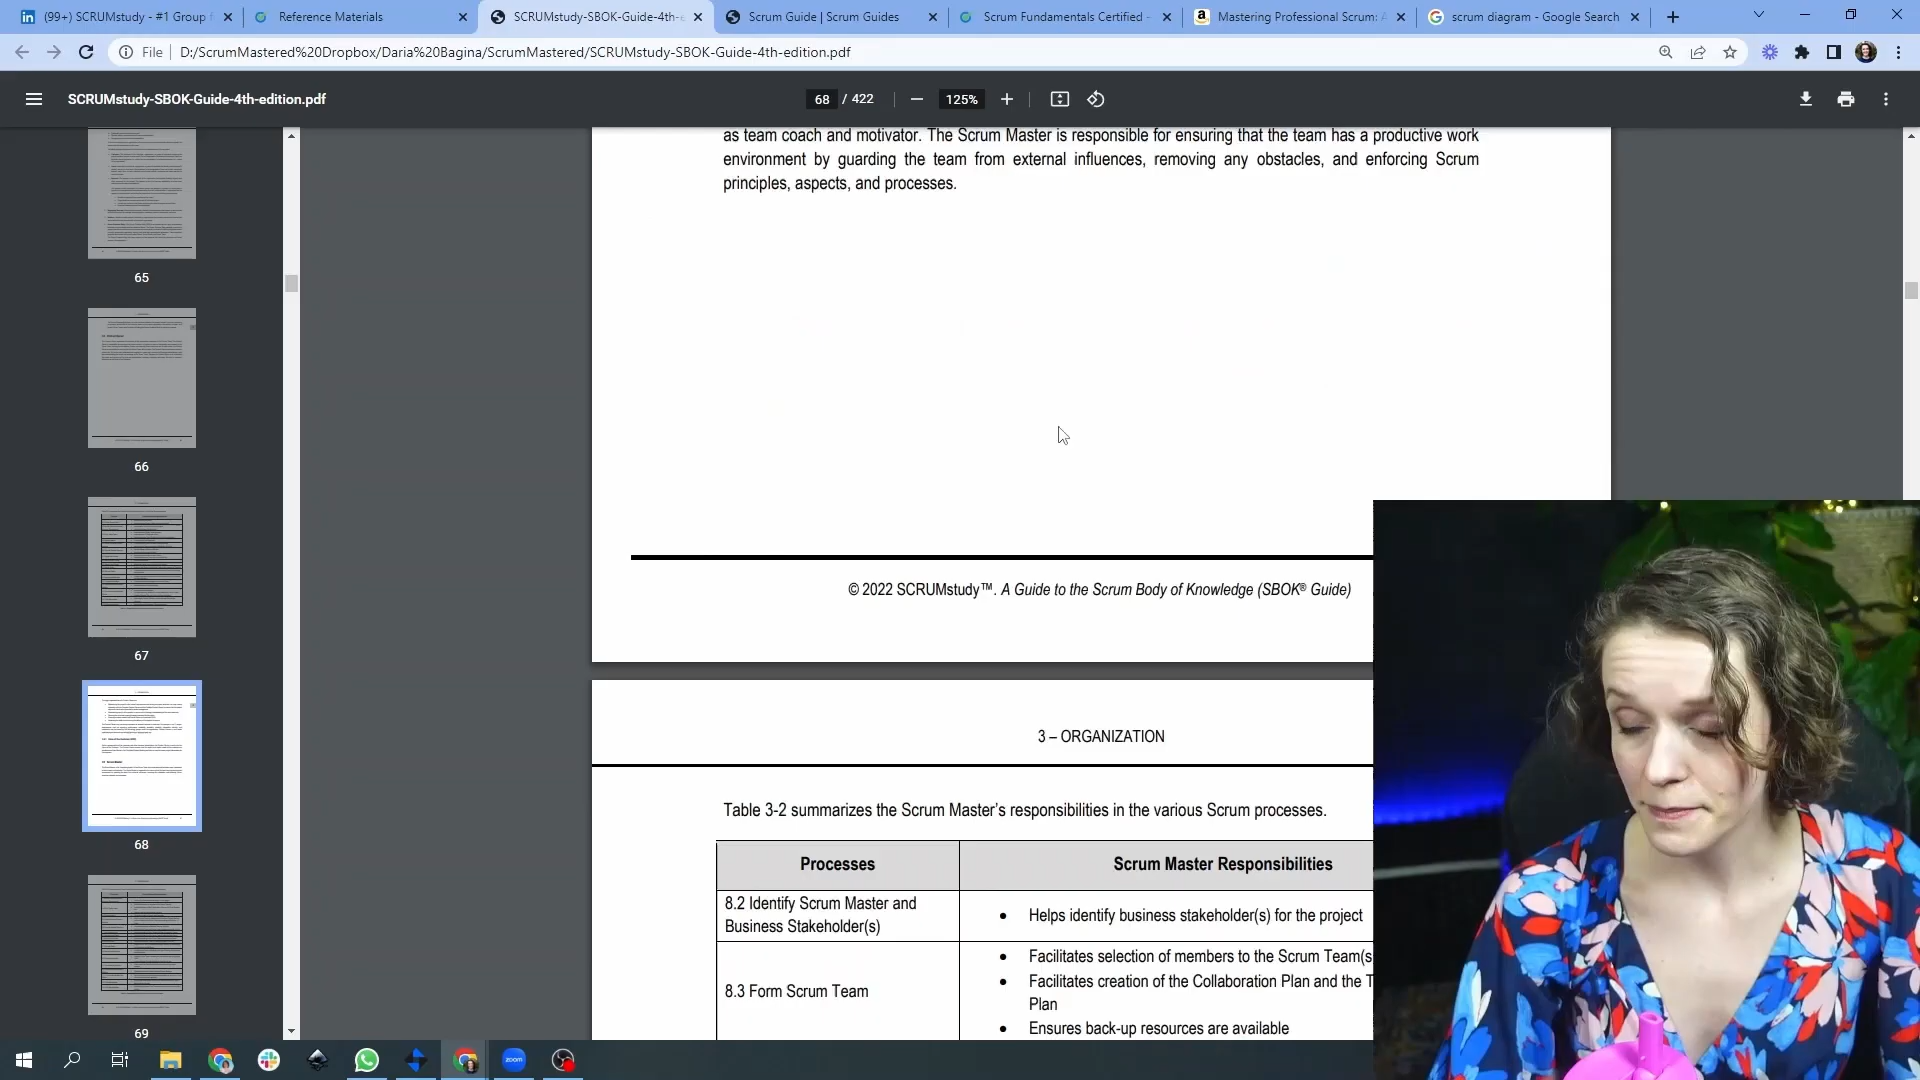 (99+) SCRUMstudy - #1 Group f
Reference Materials
SCRUMstudy-SBOK-Guide-4th-e
Scrum Guide | Scrum Guides
Scrum Fundamentals Certified -
Mastering Professional Scrum: A
scrum diagram - Google Search
File
D:/ScrumMastered%20Dropbox/Daria%20Bagina/ScrumMastered/SCRUMstudy-SBOK-Guide-4th-edition.pdf
SCRUMstudy-SBOK-Guide-4th-edition.pdf
68 / 422
125%
65
66
67
68
69
as team coach and motivator. The Scrum Master is responsible for ensuring that the team has a productive work
environment by guarding the team from external influences, removing any obstacles, and enforcing Scrum
principles, aspects, and processes.
© 2022 SCRUMstudy™. A Guide to the Scrum Body of Knowledge (SBOK® Guide)
3 – ORGANIZATION
Table 3-2 summarizes the Scrum Master's responsibilities in the various Scrum processes.
Processes
Scrum Master Responsibilities
8.2 Identify Scrum Master and
Business Stakeholder(s)
• Helps identify business stakeholder(s) for the project
8.3 Form Scrum Team
• Facilitates selection of members to the Scrum Team(s
• Facilitates creation of the Collaboration Plan and the T
Plan
• Ensures back-up resources are available
zoom